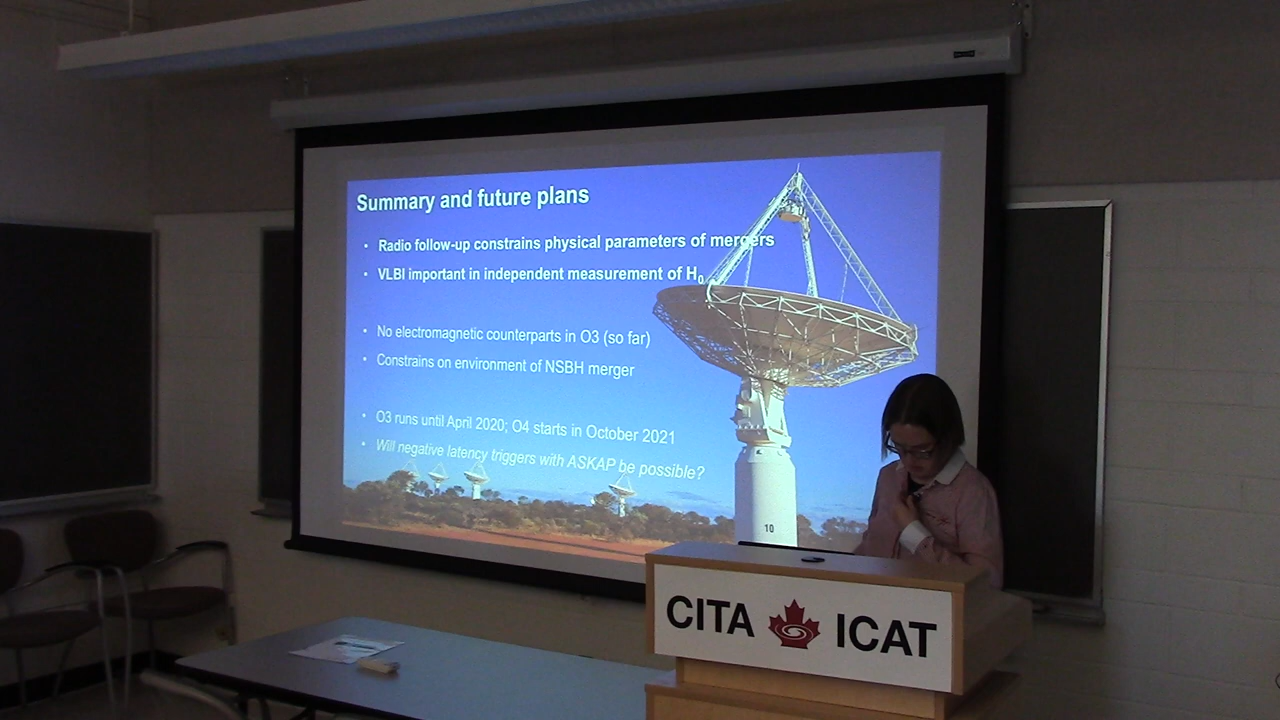 Summary and future plans
• Radio follow-up constrains physical parameters of mergers
• VLBI important in independent measurement of H₀
• No electromagnetic counterparts in O3 (so far)
• Constrains on environment of NSBH merger
• O3 runs until April 2020; O4 starts in October 2021
• Will negative latency triggers with ASKAP be possible?
10
CITA ICAT